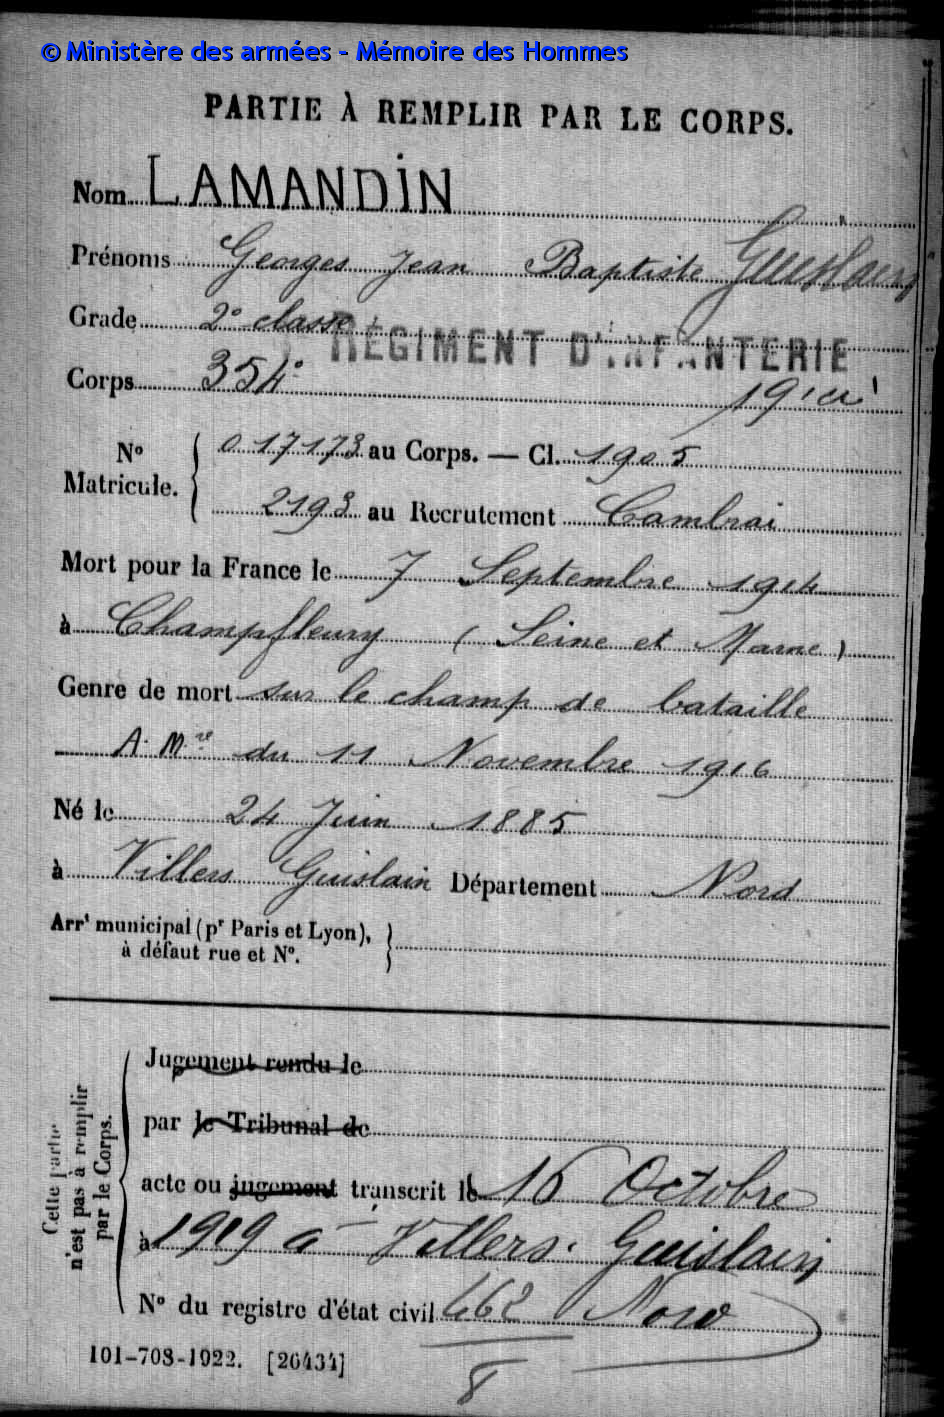 © Ministère des armées - Mémoire des Hommes
PARTIE À REMPLIR PAR LE CORPS.
Nom LAMANDIN
Prénoms Georges Jean Baptiste Guislain
Grade 2e classe
RÉGIMENT D'INFANTERIE
Corps 354e
N° Matricule. 017173 au Corps. — Cl. 1905
2193 au Recrutement Cambrai
Mort pour la France le 7 Septembre 1914
à Champfleury (Seine et Marne)
Genre de mort sur le champ de bataille
A. Mre du 11 Novembre 1916
Né le 24 Juin 1885
à Villers Guislain Département Nord
Arrt municipal (pr Paris et Lyon),
à défaut rue et N°.
Cette partie
n'est pas à remplir
par le Corps.
Jugement rendu le
par le Tribunal de
acte ou jugement transcrit le 16 Octobre
à 1919 à Villers-Guislain
N° du registre d'état civil 462 Nord
8
101-708-1922. [26434]